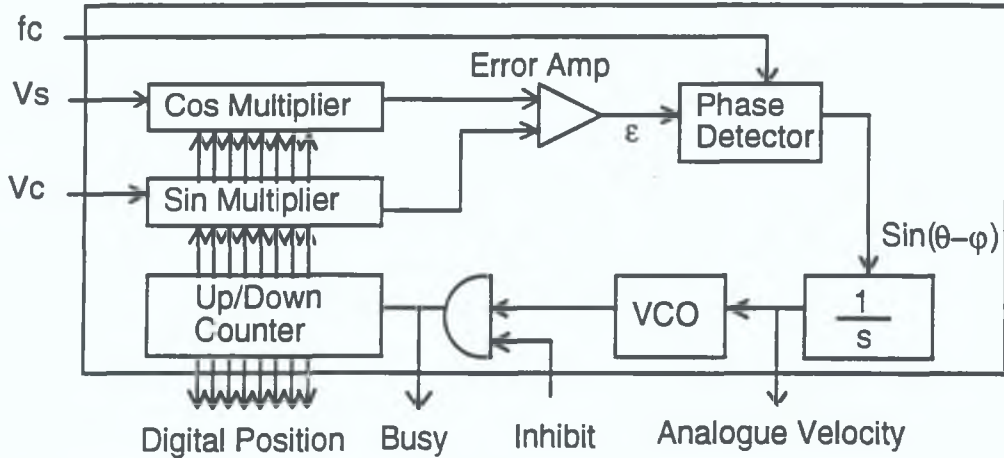 fc
Error Amp
Vs
Cos Multiplier
Phase
Detector
ε
Vc
Sin Multiplier
Sin(θ–φ)
Up/Down
Counter
VCO
1
s
Digital Position
Busy
Inhibit
Analogue Velocity